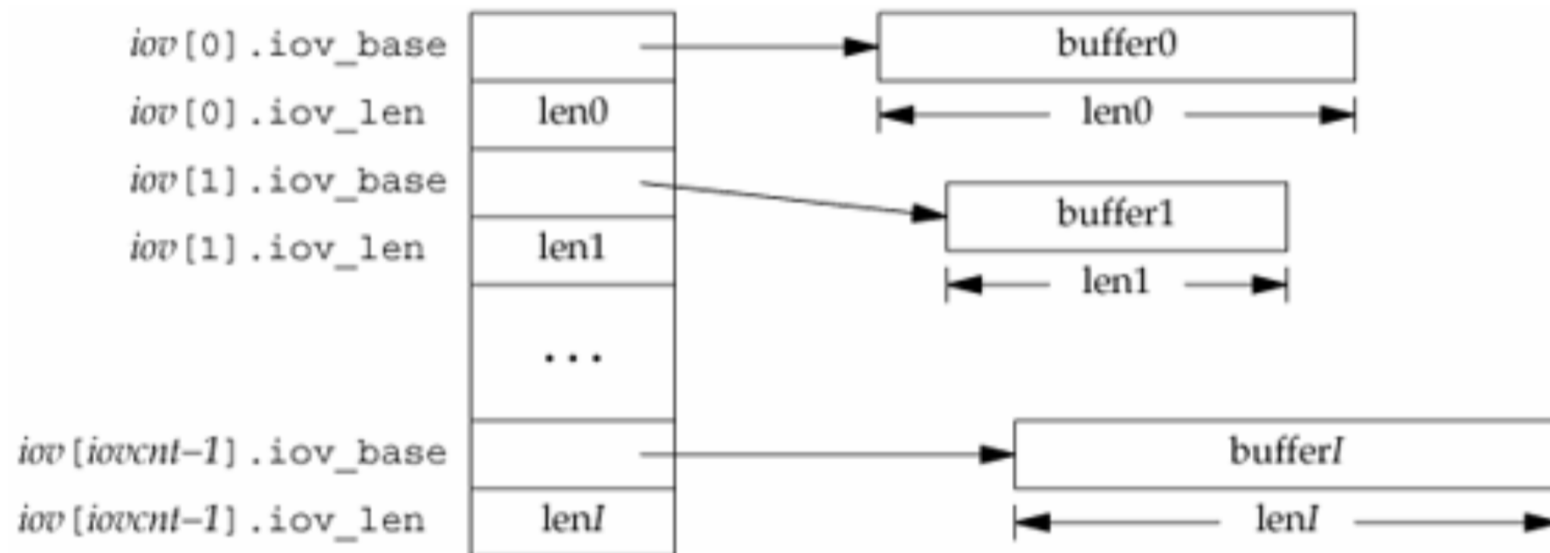 iov[0].iov_base buffer0
iov[0].iov_len len0 len0
iov[1].iov_base buffer1
iov[1].iov_len len1 len1
...
iov[iovcnt–1].iov_base bufferI
iov[iovcnt–1].iov_len lenI lenI